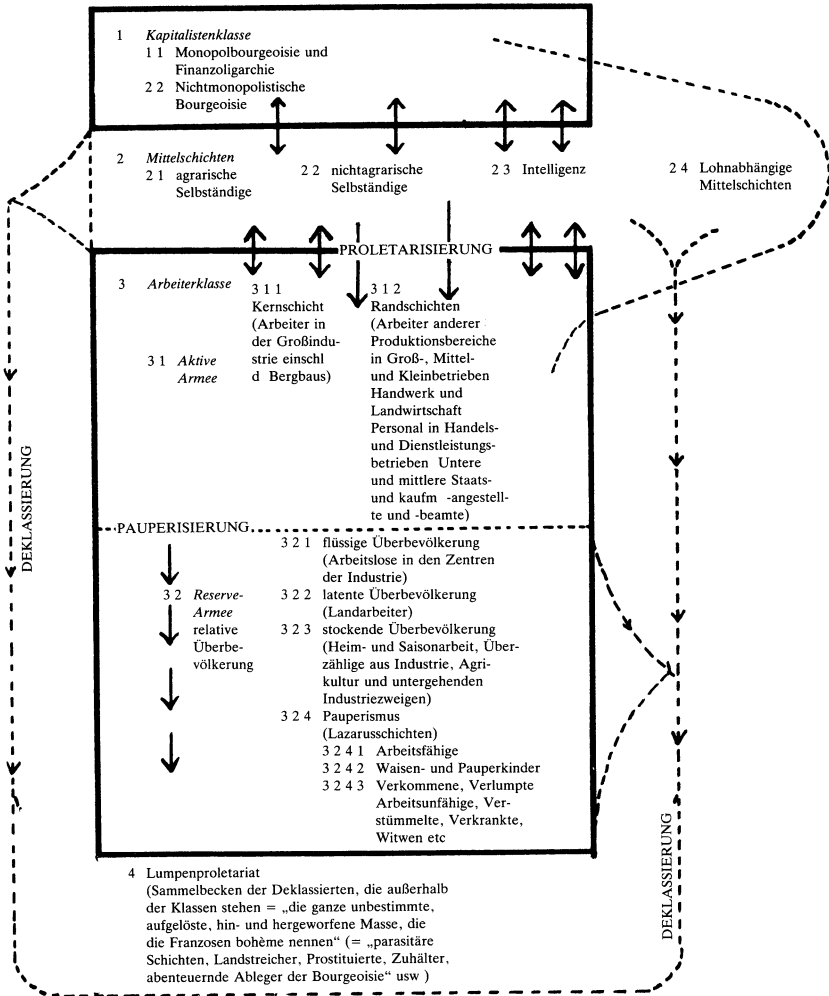 1 Kapitalistenklasse
1 1 Monopolbourgeoisie und
Finanzoligarchie
2 2 Nichtmonopolistische
Bourgeoisie
2 Mittelschichten
2 1 agrarische
Selbständige
2 2 nichtagrarische
Selbständige
2 3 Intelligenz
2 4 Lohnabhängige
Mittelschichten
PROLETARISIERUNG
3 Arbeiterklasse
3 1 Aktive
Armee
3 1 1
Kernschicht
(Arbeiter in
der Großindu-
strie einschl
d Bergbaus)
3 1 2
Randschichten
(Arbeiter anderer
Produktionsbereiche
in Groß-, Mittel-
und Kleinbetrieben
Handwerk und
Landwirtschaft
Personal in Handels-
und Dienstleistungs-
betrieben Untere
und mittlere Staats-
und kaufm -angestell-
te und -beamte)
DEKLASSIERUNG
PAUPERISIERUNG
3 2 Reserve-
Armee
relative
Überbe-
völkerung
3 2 1 flüssige Überbevölkerung
(Arbeitslose in den Zentren
der Industrie)
3 2 2 latente Überbevölkerung
(Landarbeiter)
3 2 3 stockende Überbevölkerung
(Heim- und Saisonarbeit, Über-
zählige aus Industrie, Agri-
kultur und untergehenden
Industriezweigen)
3 2 4 Pauperismus
(Lazarusschichten)
3 2 4 1 Arbeitsfähige
3 2 4 2 Waisen- und Pauperkinder
3 2 4 3 Verkommene, Verlumpte
Arbeitsunfähige, Ver-
stümmelte, Verkrankte,
Witwen etc
DEKLASSIERUNG
4 Lumpenproletariat
(Sammelbecken der Deklassierten, die außerhalb
der Klassen stehen = „die ganze unbestimmte,
aufgelöste, hin- und hergeworfene Masse, die
die Franzosen bohème nennen“ (= „parasitäre
Schichten, Landstreicher, Prostituierte, Zuhälter,
abenteuernde Ableger der Bourgeoisie“ usw )